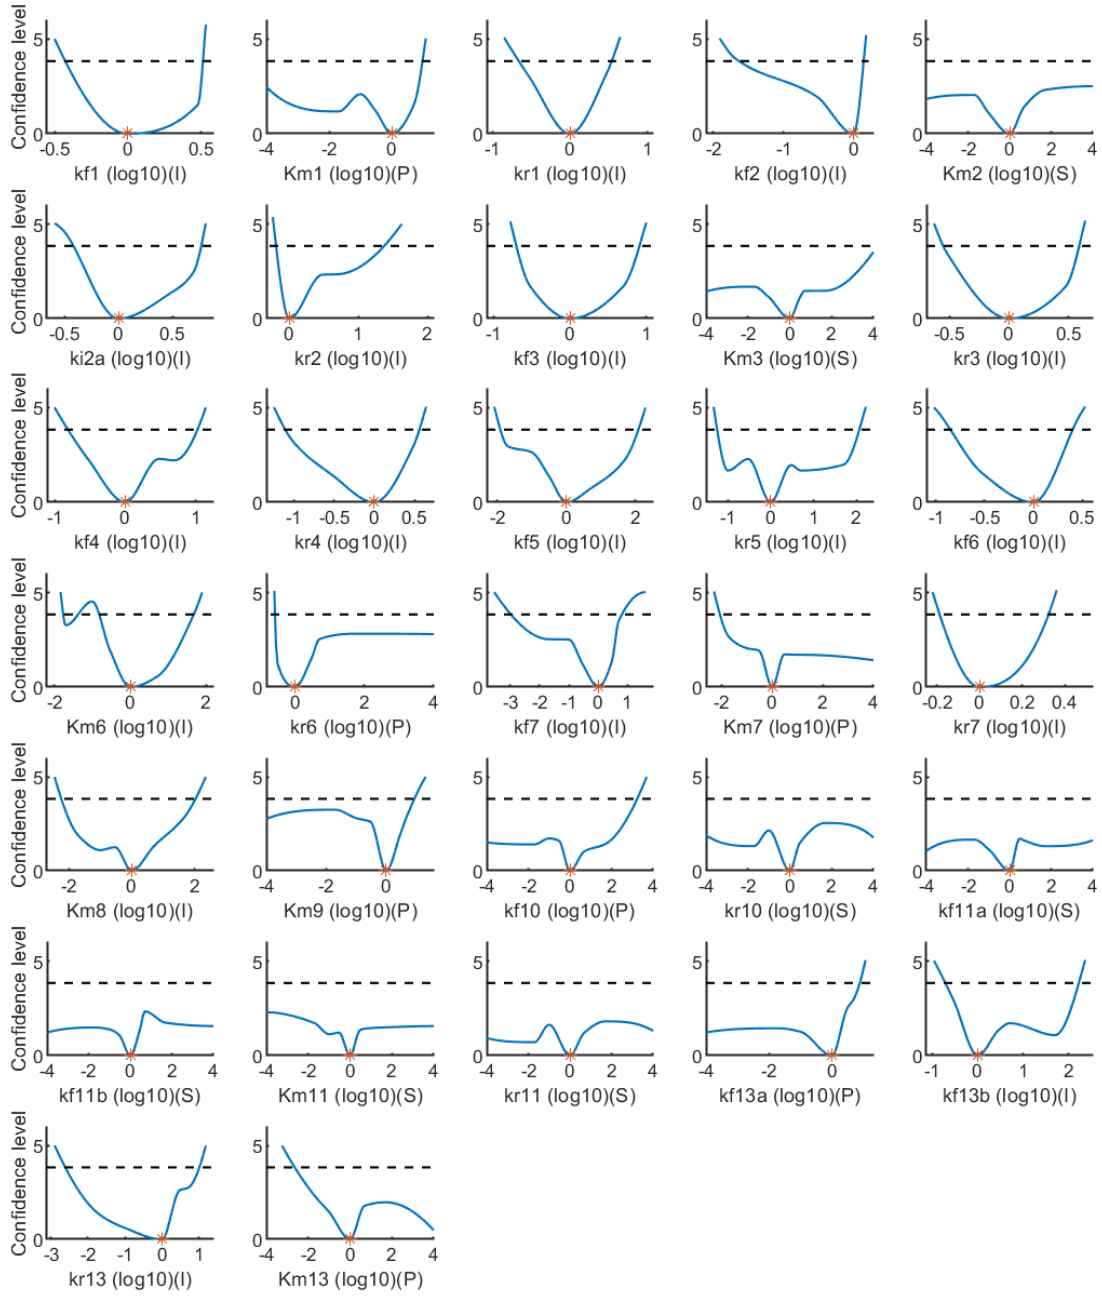 Confidence level
5 5 5 5 5
0 0 0 0 0
-0.5 0 0.5 -4 -2 0 -1 0 1 -2 -1 0 -4 -2 0 2 4
kf1 (log10)(I) Km1 (log10)(P) kr1 (log10)(I) kf2 (log10)(I) Km2 (log10)(S)
Confidence level
5 5 5 5 5
0 0 0 0 0
-0.5 0 0.5 0 1 2 -1 0 1 -4 -2 0 2 4 -0.5 0 0.5
ki2a (log10)(I) kr2 (log10)(I) kf3 (log10)(I) Km3 (log10)(S) kr3 (log10)(I)
Confidence level
5 5 5 5 5
0 0 0 0 0
-1 0 1 -1 -0.5 0 0.5 -2 0 2 -1 0 1 2 -1 -0.5 0 0.5
kf4 (log10)(I) kr4 (log10)(I) kf5 (log10)(I) kr5 (log10)(I) kf6 (log10)(I)
Confidence level
5 5 5 5 5
0 0 0 0 0
-2 0 2 0 2 4 -3 -2 -1 0 1 -2 0 2 4 -0.2 0 0.2 0.4
Km6 (log10)(I) kr6 (log10)(P) kf7 (log10)(I) Km7 (log10)(P) kr7 (log10)(I)
Confidence level
5 5 5 5 5
0 0 0 0 0
-2 0 2 -4 -2 0 -4 -2 0 2 4 -4 -2 0 2 4 -4 -2 0 2 4
Km8 (log10)(I) Km9 (log10)(P) kf10 (log10)(P) kr10 (log10)(S) kf11a (log10)(S)
Confidence level
5 5 5 5 5
0 0 0 0 0
-4 -2 0 2 4 -4 -2 0 2 4 -4 -2 0 2 4 -4 -2 0 -1 0 1 2
kf11b (log10)(S) Km11 (log10)(S) kr11 (log10)(S) kf13a (log10)(P) kf13b (log10)(I)
Confidence level
5 5
0 0
-3 -2 -1 0 1 -4 -2 0 2 4
kr13 (log10)(I) Km13 (log10)(P)